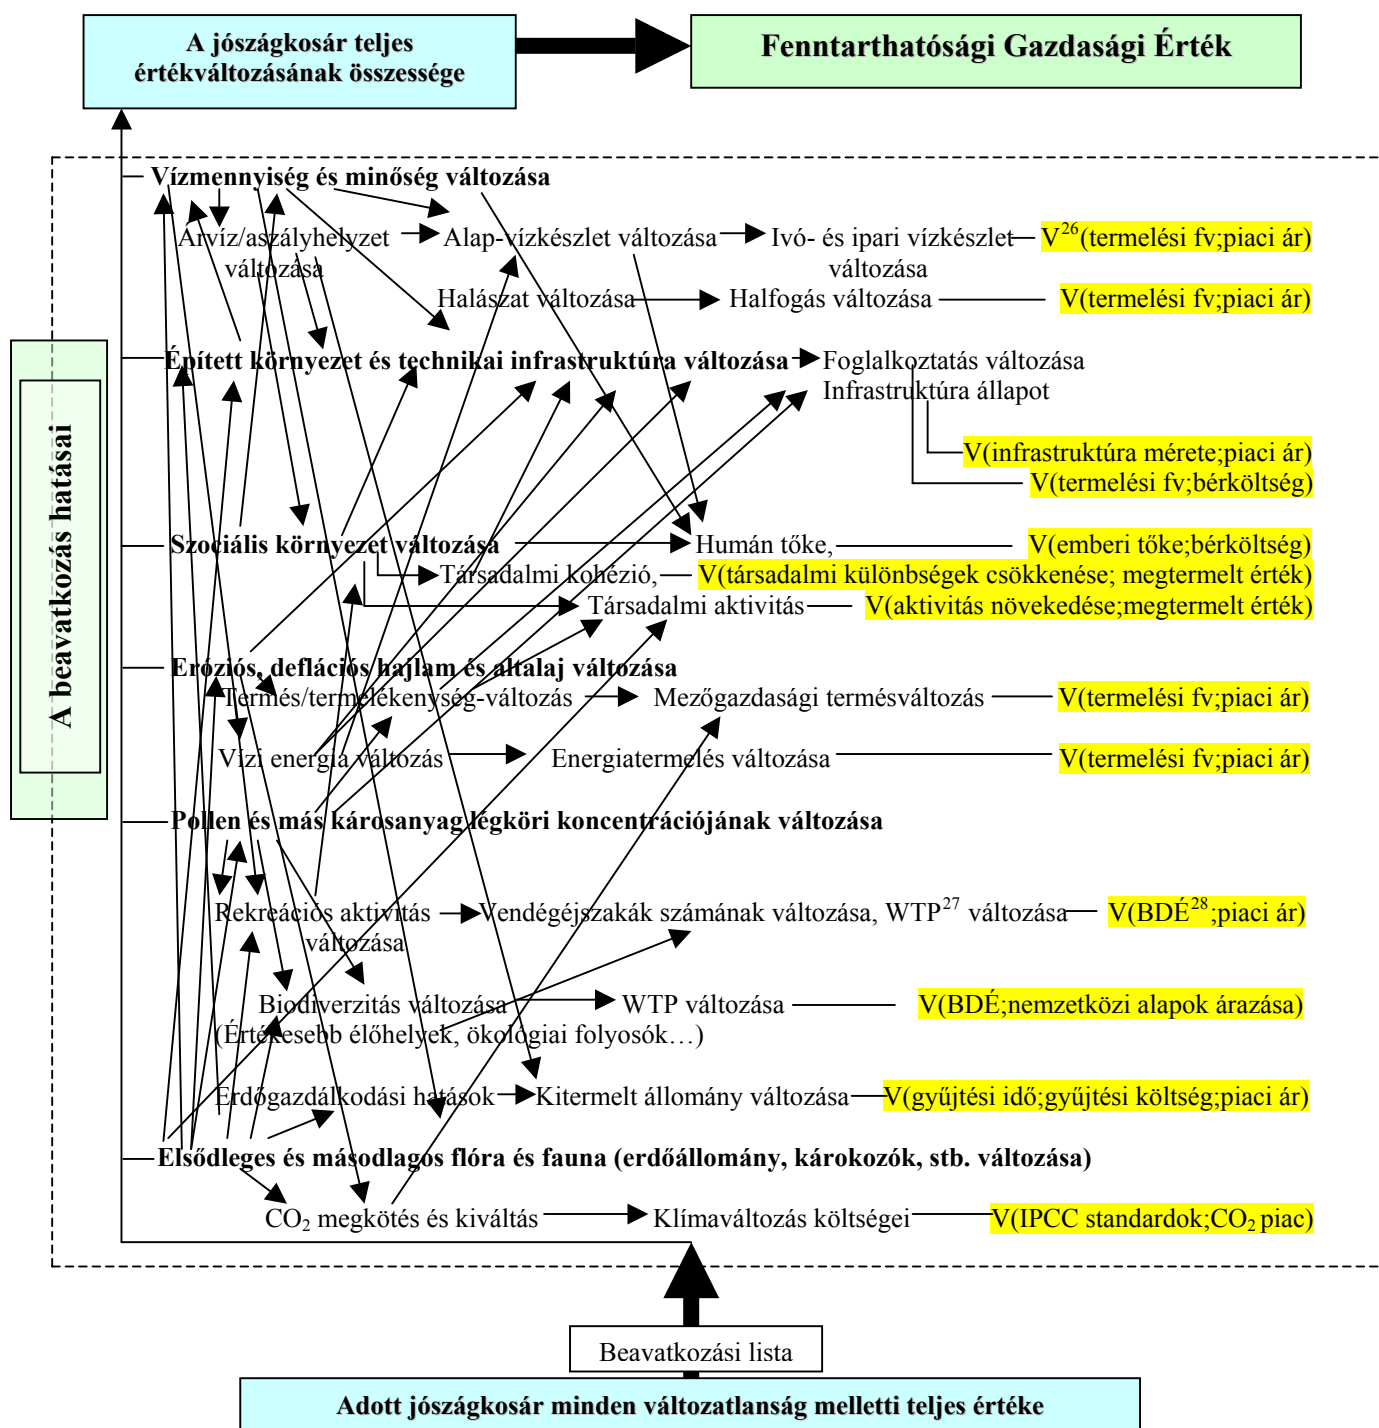 A jószágkosár teljes
értékváltozásának összessége
Fenntarthatósági Gazdasági Érték
A beavatkozás hatásai
Vízmennyiség és minőség változása
Árvíz/aszályhelyzet
változása
Alap-vízkészlet változása
Ivó- és ipari vízkészlet
változása
V26(termelési fv;piaci ár)
Halászat változása
Halfogás változása
V(termelési fv;piaci ár)
Épített környezet és technikai infrastruktúra változása
Foglalkoztatás változása
Infrastruktúra állapot
V(infrastruktúra mérete;piaci ár)
V(termelési fv;bérköltség)
Szociális környezet változása
Humán tőke,
V(emberi tőke;bérköltség)
Társadalmi kohézió,
V(társadalmi különbségek csökkenése; megtermelt érték)
Társadalmi aktivitás
V(aktivitás növekedése;megtermelt érték)
Eróziós, deflációs hajlam és altalaj változása
Termés/termelékenység-változás
Mezőgazdasági termésváltozás
V(termelési fv;piaci ár)
Vízi energia változás
Energiatermelés változása
V(termelési fv;piaci ár)
Pollen és más károsanyag légköri koncentrációjának változása
Rekreációs aktivitás
változása
Vendégéjszakák számának változása, WTP27 változása
V(BDÉ28;piaci ár)
Biodiverzitás változása
WTP változása
V(BDÉ;nemzetközi alapok árazása)
(Értékesebb élőhelyek, ökológiai folyosók…)
Erdőgazdálkodási hatások
Kitermelt állomány változása
V(gyűjtési idő;gyűjtési költség;piaci ár)
Elsődleges és másodlagos flóra és fauna (erdőállomány, károkozók, stb. változása)
CO2 megkötés és kiváltás
Klímaváltozás költségei
V(IPCC standardok;CO2 piac)
Beavatkozási lista
Adott jószágkosár minden változatlanság melletti teljes értéke